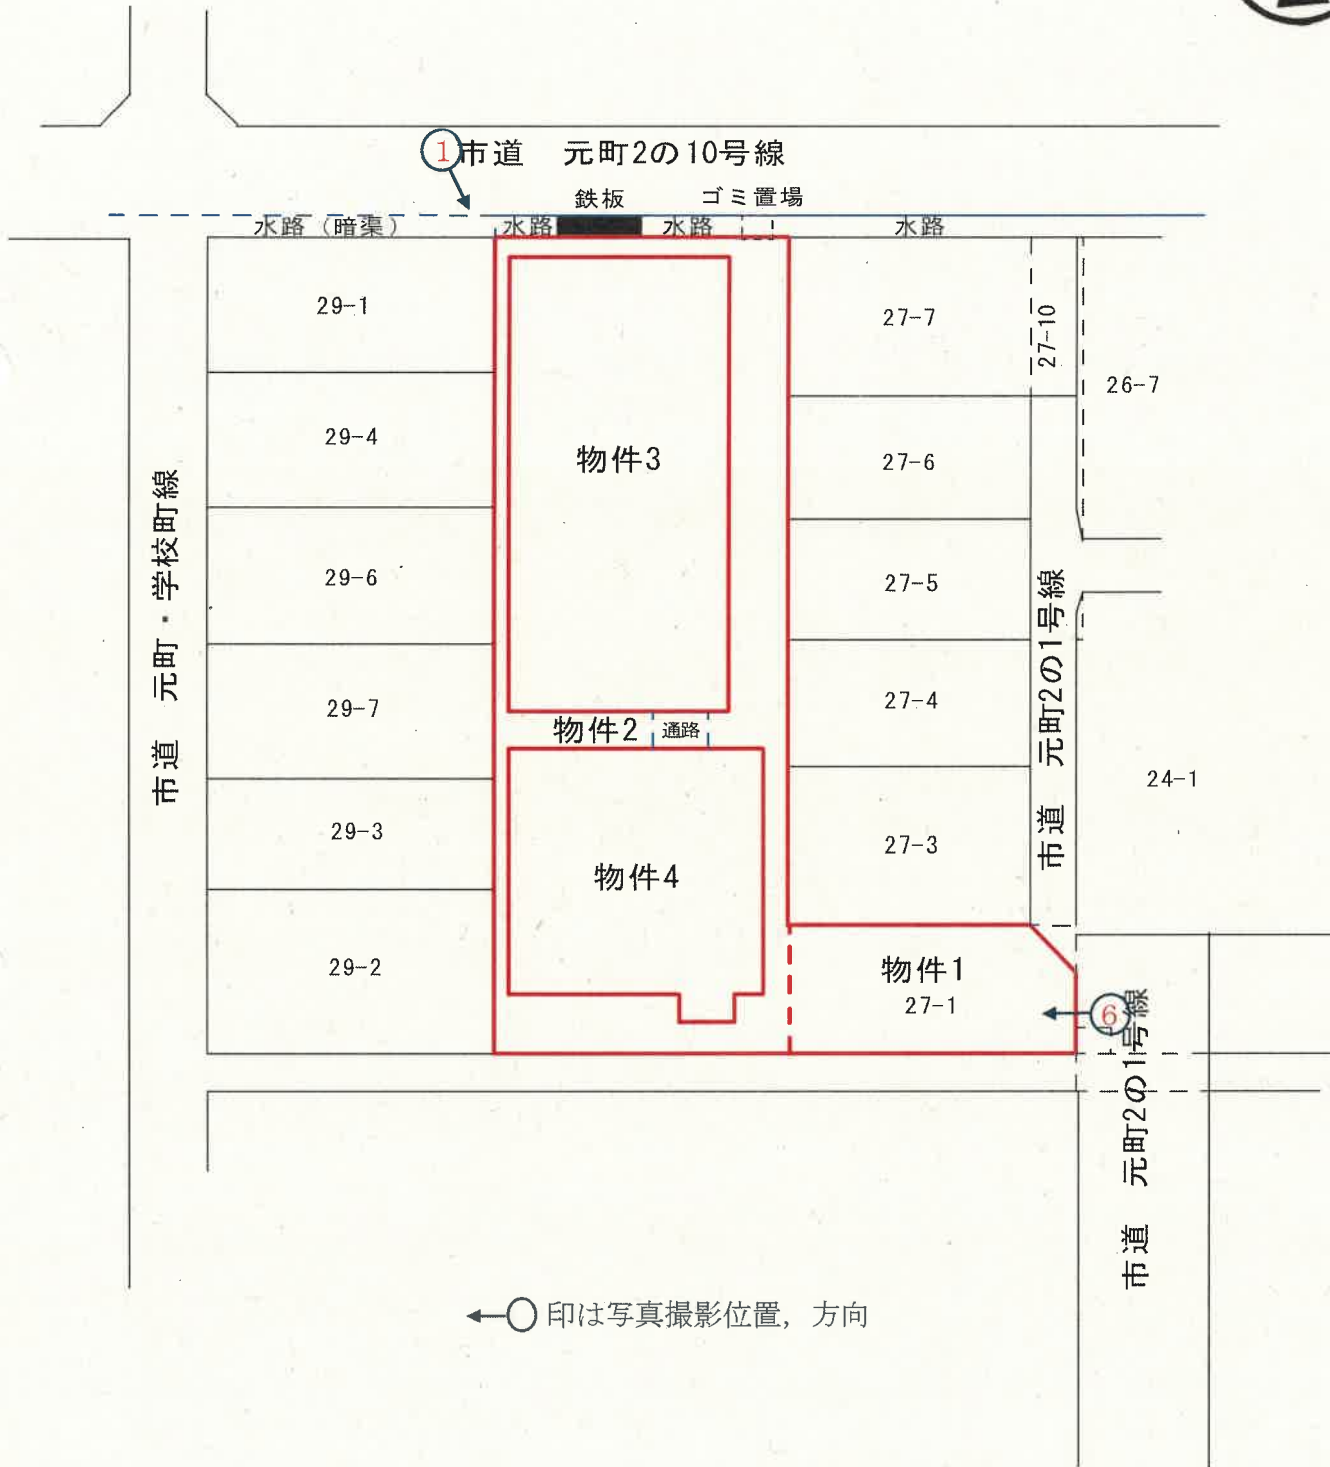 ①市道　元町2の10号線
鉄板
ゴミ置場
水路（暗渠）
水路
水路
水路
29-1
29-4
29-6
29-7
29-3
29-2
市道　元町・学校町線
物件3
物件2
通路
物件4
27-7
27-10
26-7
27-6
27-5
27-4
27-3
市道　元町2の1号線
24-1
物件1
27-1
⑥
市道　元町2の1号線
←○印は写真撮影位置，方向